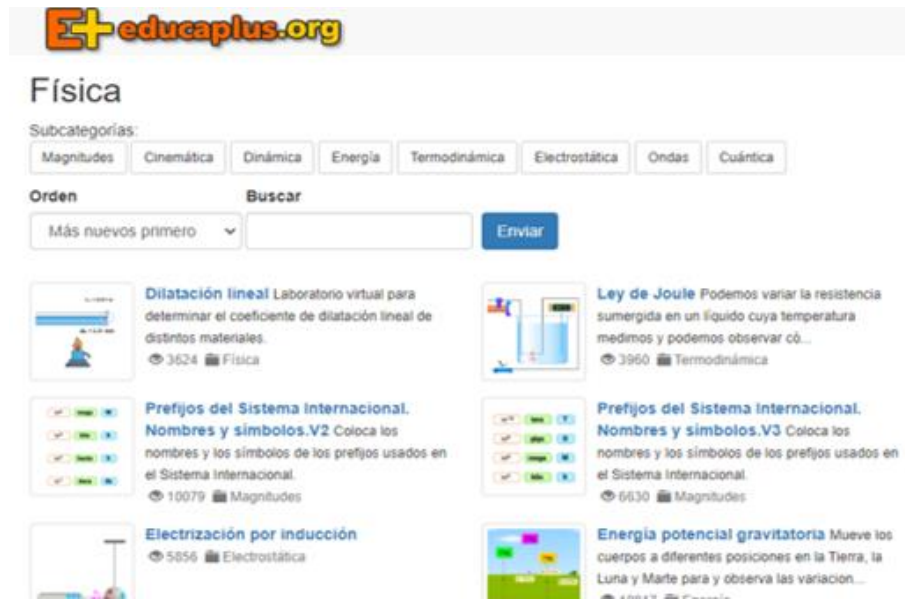 E+ educaplus.org
Física
Subcategorías:
Magnitudes Cinemática Dinámica Energía Termodinámica Electrostática Ondas Cuántica
Orden Buscar
Más nuevos primero Enviar
Dilatación lineal Laboratorio virtual para
determinar el coeficiente de dilatación lineal de
distintos materiales.
3624 Física
Ley de Joule Podemos variar la resistencia
sumergida en un líquido cuya temperatura
medimos y podemos observar có...
3960 Termodinámica
Prefijos del Sistema Internacional.
Nombres y símbolos.V2 Coloca los
nombres y los símbolos de los prefijos usados en
el Sistema Internacional.
10079 Magnitudes
Prefijos del Sistema Internacional.
Nombres y símbolos.V3 Coloca los
nombres y los símbolos de los prefijos usados en
el Sistema Internacional.
6630 Magnitudes
Electrización por inducción
5856 Electrostática
Energía potencial gravitatoria Mueve los
cuerpos a diferentes posiciones en la Tierra, la
Luna y Marte para y observa las variacion...